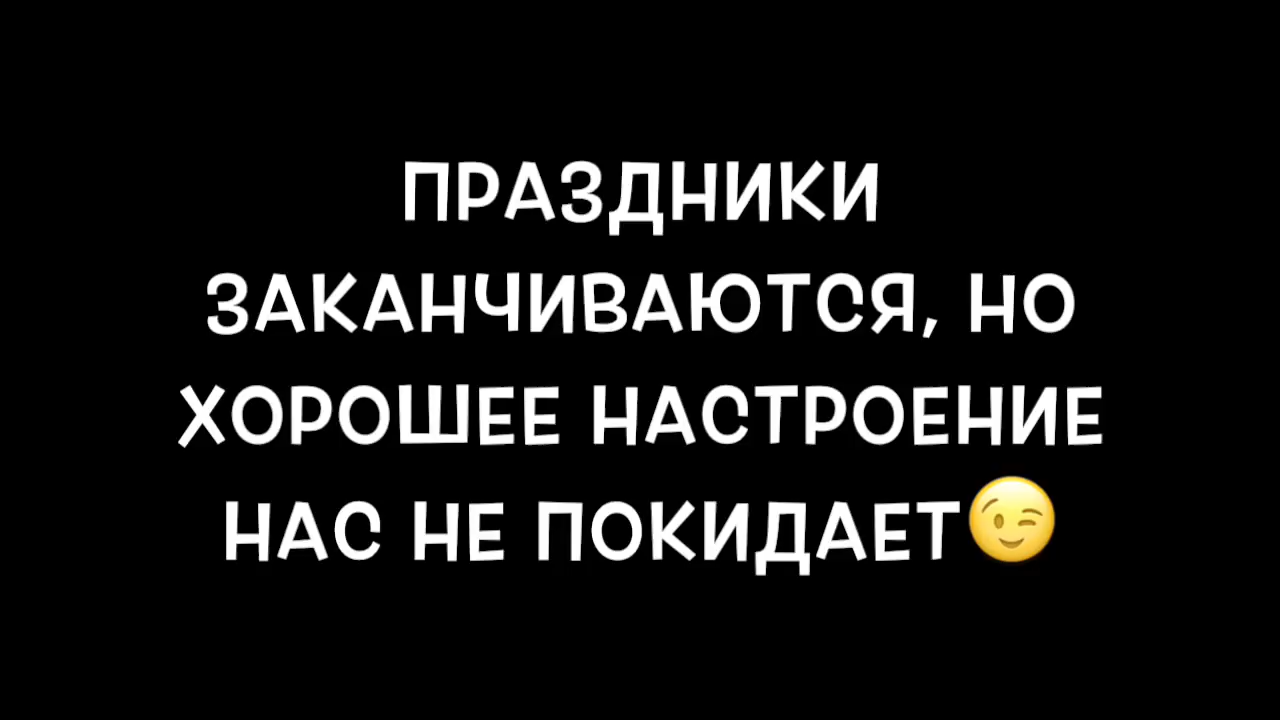 ПРАЗДНИКИ
ЗАКАНЧИВАЮТСЯ, НО
ХОРОШЕЕ НАСТРОЕНИЕ
НАС НЕ ПОКИДАЕТ😉